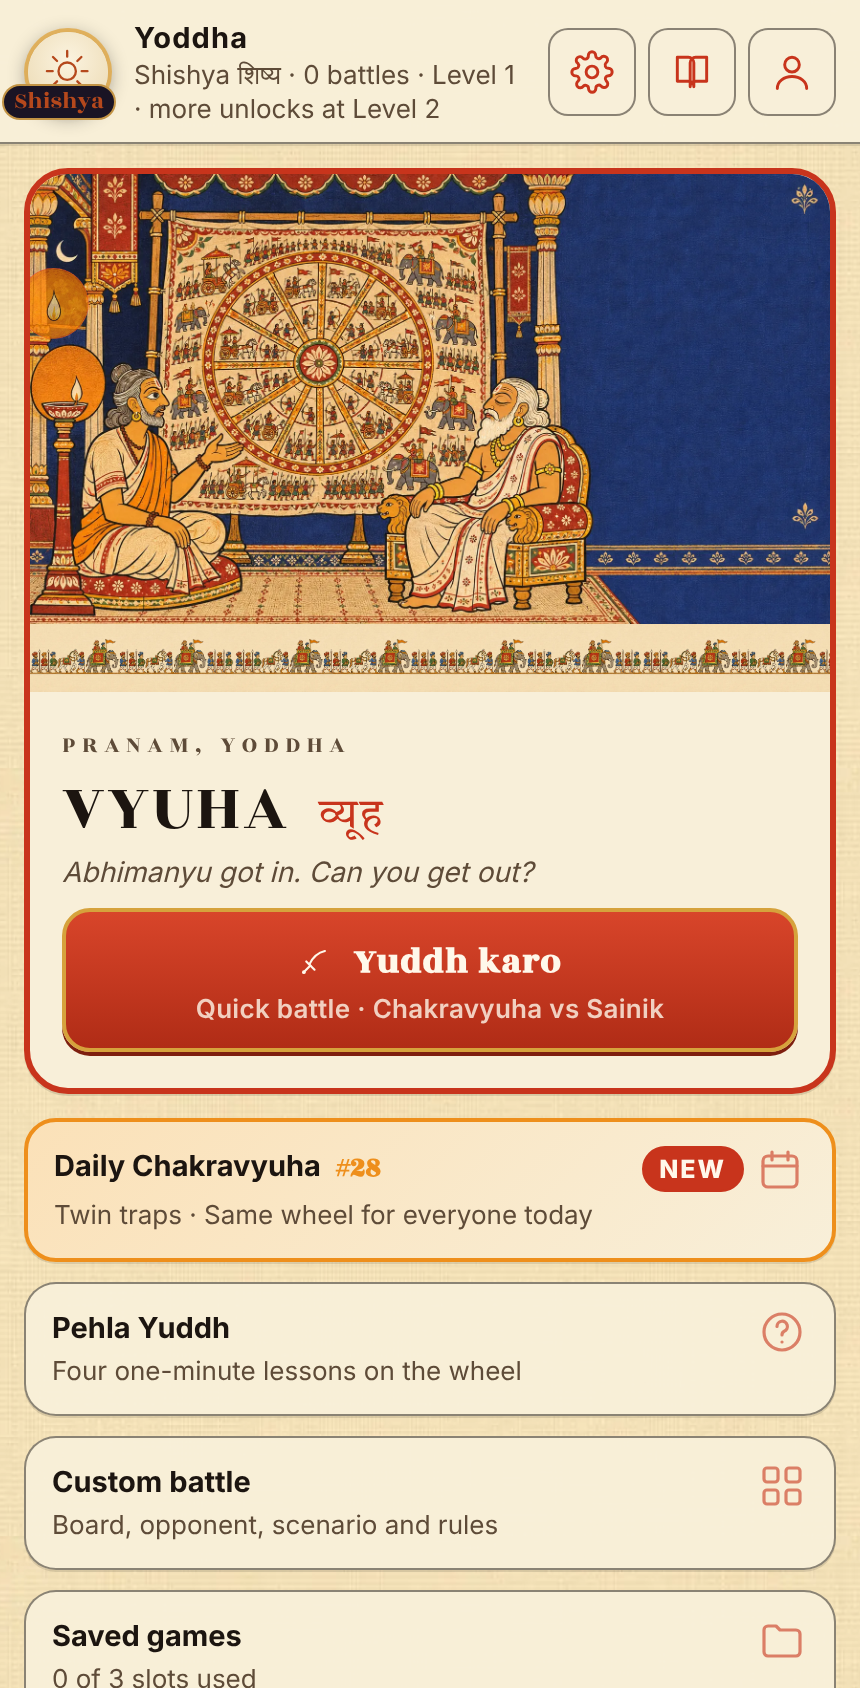 Yoddha
Shishya शिष्य · 0 battles · Level 1
· more unlocks at Level 2
Shishya
PRANAM, YODDHA
VYUHA व्यूह
Abhimanyu got in. Can you get out?
Yuddh karo
Quick battle · Chakravyuha vs Sainik
Daily Chakravyuha #28
NEW
Twin traps · Same wheel for everyone today
Pehla Yuddh
Four one-minute lessons on the wheel
Custom battle
Board, opponent, scenario and rules
Saved games
0 of 3 slots used